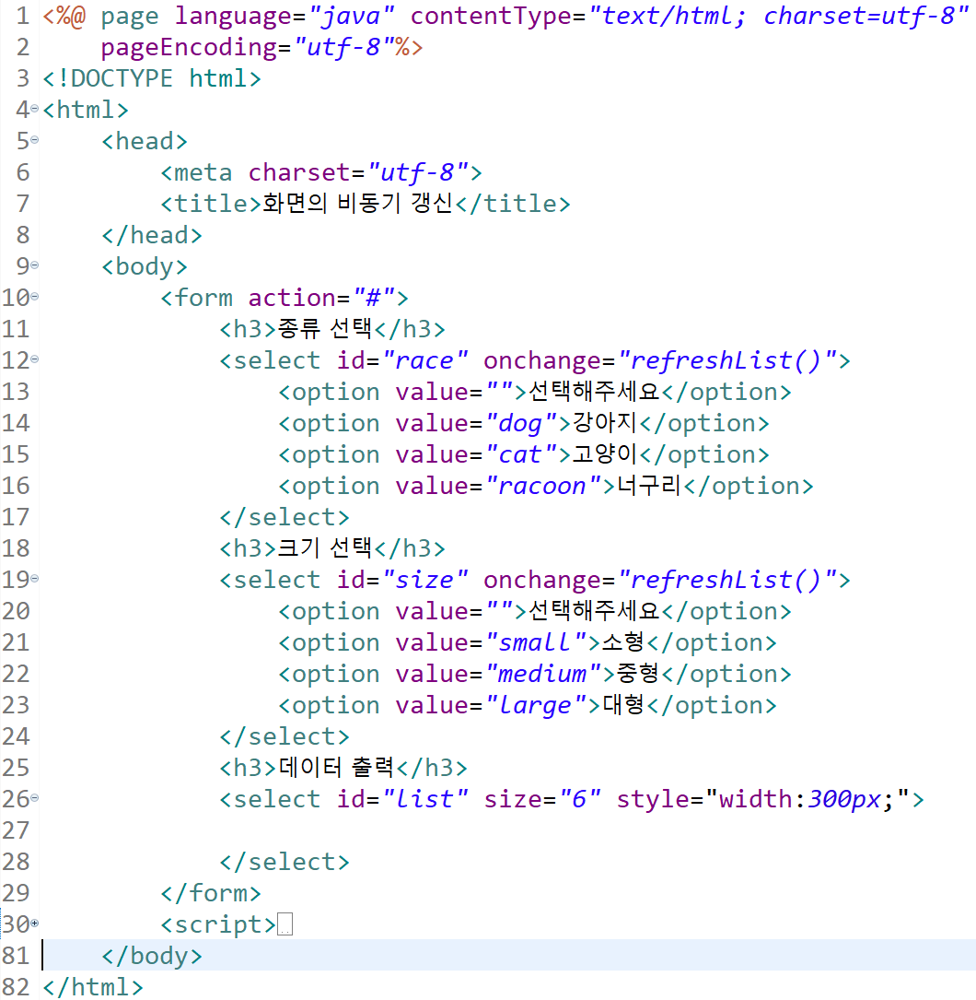 1 <%@ page language="java" contentType="text/html; charset=utf-8"
2     pageEncoding="utf-8"%>
3 <!DOCTYPE html>
4 <html>
5     <head>
6         <meta charset="utf-8">
7         <title>화면의 비동기 갱신</title>
8     </head>
9     <body>
10         <form action="#">
11             <h3>종류 선택</h3>
12             <select id="race" onchange="refreshList()">
13                 <option value="">선택해주세요</option>
14                 <option value="dog">강아지</option>
15                 <option value="cat">고양이</option>
16                 <option value="racoon">너구리</option>
17             </select>
18             <h3>크기 선택</h3>
19             <select id="size" onchange="refreshList()">
20                 <option value="">선택해주세요</option>
21                 <option value="small">소형</option>
22                 <option value="medium">중형</option>
23                 <option value="large">대형</option>
24             </select>
25             <h3>데이터 출력</h3>
26             <select id="list" size="6" style="width:300px;">
27
28             </select>
29         </form>
30         <script>
81     </body>
82 </html>